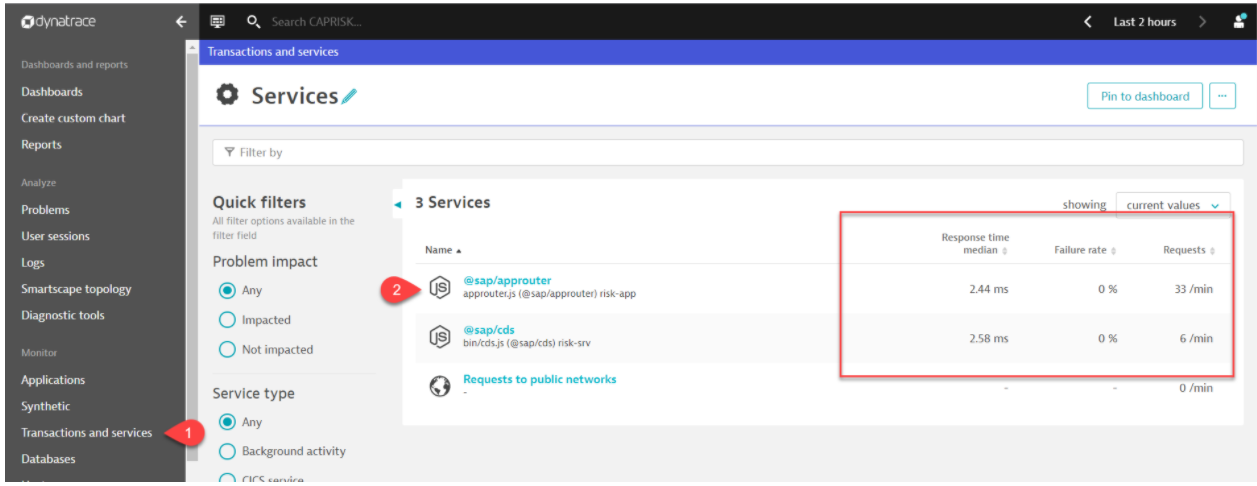 dynatrace
Search CAPRISK...
Last 2 hours
Transactions and services
Dashboards and reports
Dashboards
Create custom chart
Reports
Analyze
Problems
User sessions
Logs
Smartscape topology
Diagnostic tools
Monitor
Applications
Synthetic
Transactions and services
1
Databases
Services
Pin to dashboard
...
Filter by
Quick filters
All filter options available in the
filter field
Problem impact
Any
Impacted
Not impacted
Service type
Any
Background activity
CICS service
3 Services
showing
current values
Name
Response time
median
Failure rate
Requests
2
JS
@sap/approuter
approuter.js (@sap/approuter) risk-app
2.44 ms
0 %
33 /min
JS
@sap/cds
bin/cds.js (@sap/cds) risk-srv
2.58 ms
0 %
6 /min
Requests to public networks
-
-
-
0 /min